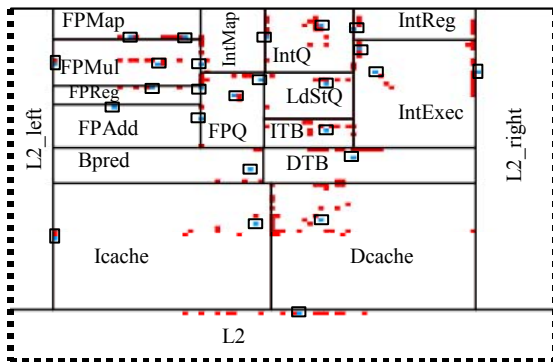 FPMap
IntMap
IntQ
IntReg
FPMul
FPReg
LdStQ
IntExec
FPAdd
FPQ
ITB
L2_left
L2_right
Bpred
DTB
Icache
Dcache
L2